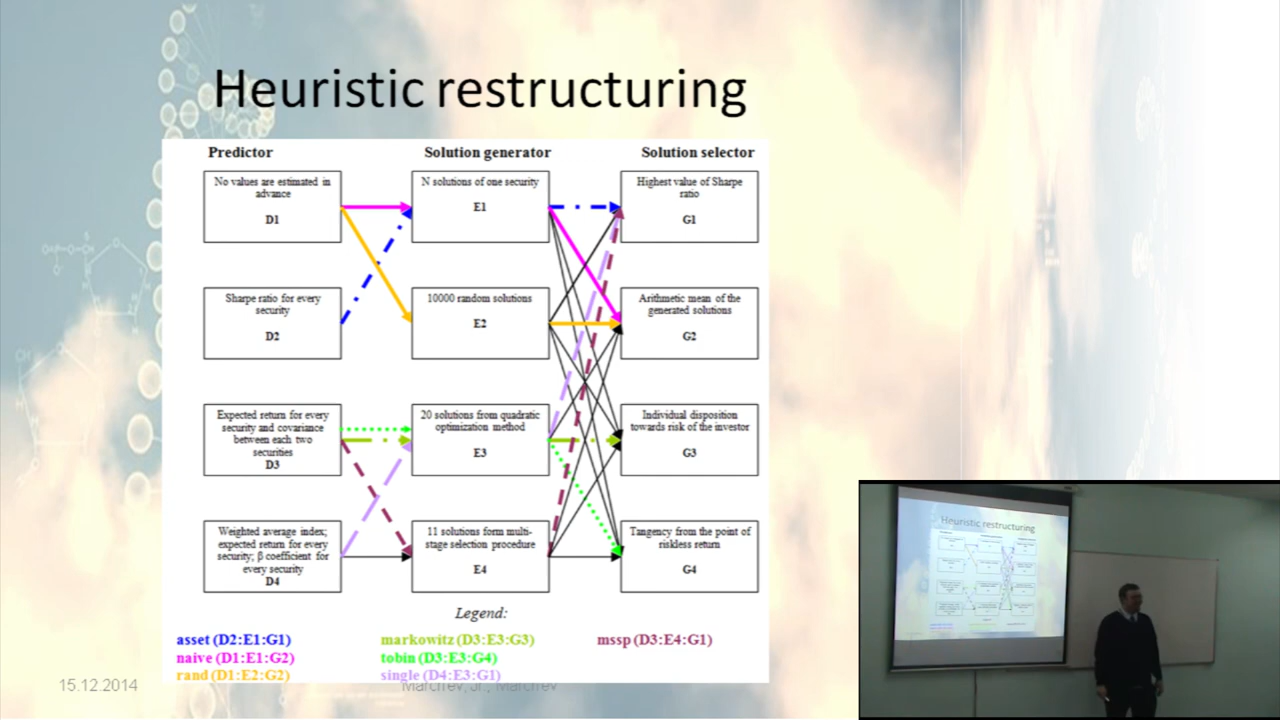 Heuristic restructuring
Predictor
Solution generator
Solution selector
No values are estimated in
advance
D1
N solutions of one security
E1
Highest value of Sharpe
ratio
G1
Sharpe ratio for every
security
D2
10000 random solutions
E2
Arithmetic mean of the
generated solutions
G2
Expected return for every
security and covariance
between each two
securities
D3
20 solutions from quadratic
optimization method
E3
Individual disposition
towards risk of the investor
G3
Weighted average index;
expected return for every
security; β coefficient for
every security
D4
11 solutions form multi-
stage selection procedure
E4
Tangency from the point of
riskless return
G4
Legend:
asset (D2:E1:G1)
markowitz (D3:E3:G3)
mssp (D3:E4:G1)
naive (D1:E1:G2)
tobin (D3:E3:G4)
rand (D1:E2:G2)
single (D4:E3:G1)
15.12.2014
Heuristic restructuring